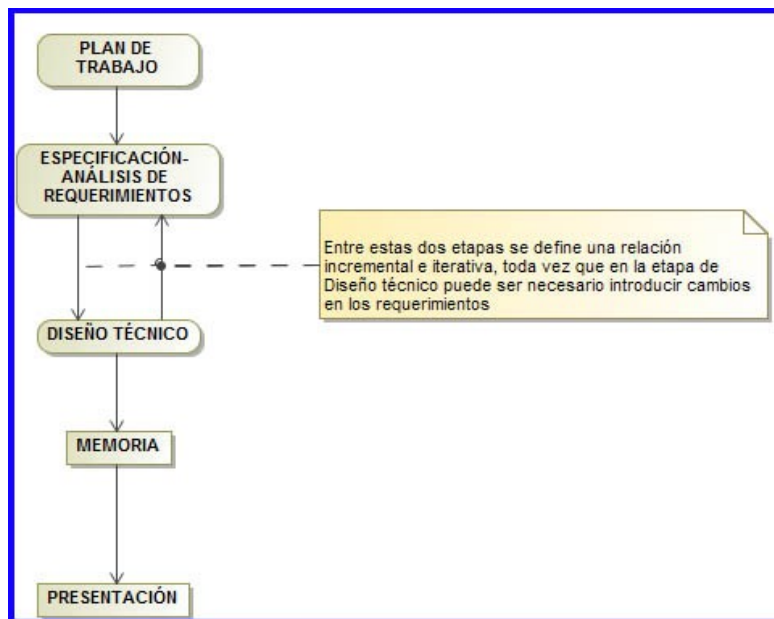 PLAN DE
TRABAJO
ESPECIFICACIÓN-
ANÁLISIS DE
REQUERIMIENTOS
Entre estas dos etapas se define una relación
incremental e iterativa, toda vez que en la etapa de
Diseño técnico puede ser necesario introducir cambios
en los requerimientos
DISEÑO TÉCNICO
MEMORIA
PRESENTACIÓN